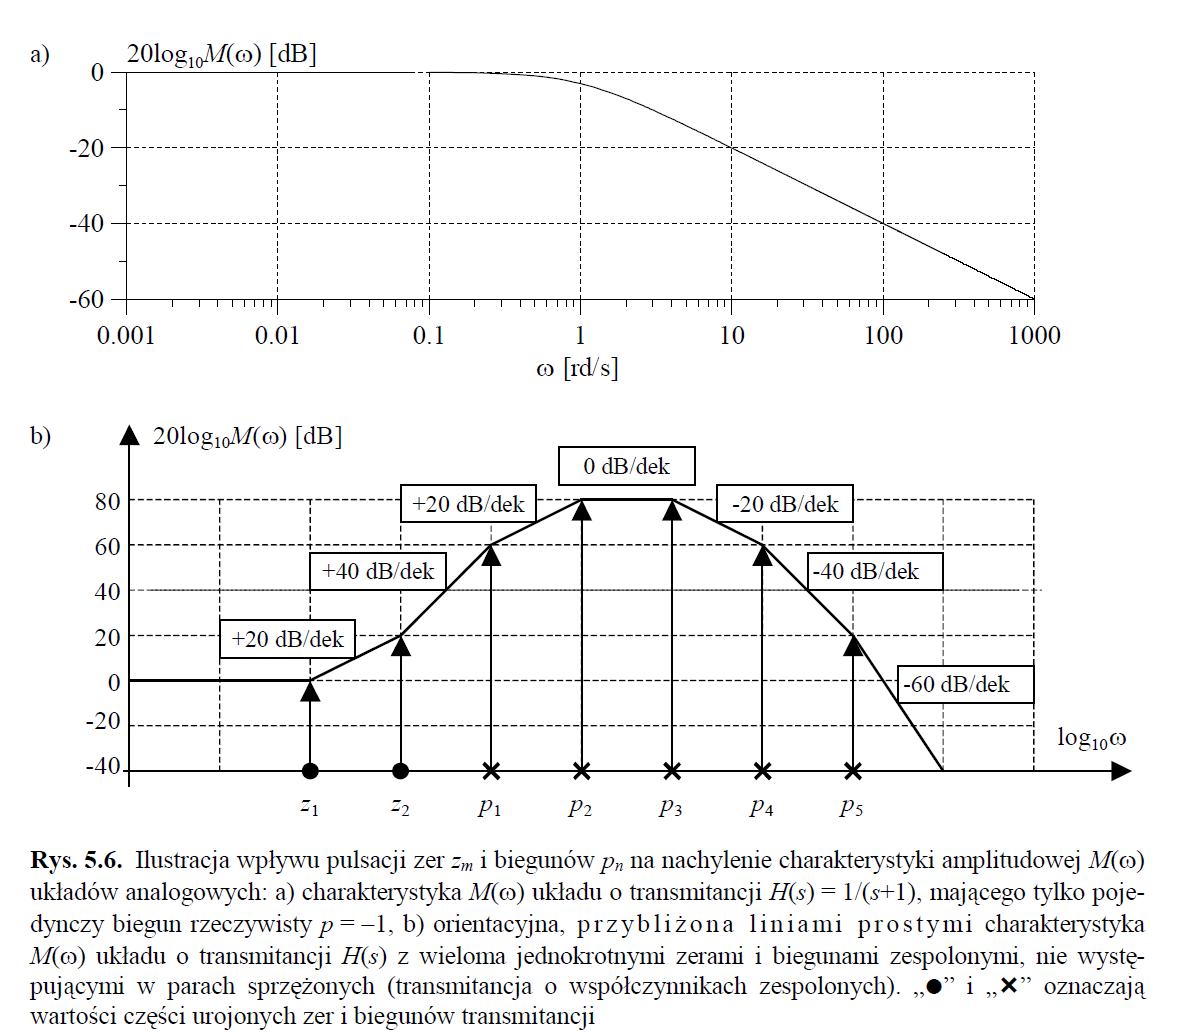 a)
20log₁₀M(ω) [dB]
0
-20
-40
-60
0.001 0.01 0.1 1 10 100 1000
ω [rd/s]
b)
20log₁₀M(ω) [dB]
0 dB/dek
80
+20 dB/dek
-20 dB/dek
60
+40 dB/dek
-40 dB/dek
40
20
+20 dB/dek
0
-60 dB/dek
-20
-40
log₁₀ω
z₁ z₂ p₁ p₂ p₃ p₄ p₅
Rys. 5.6. Ilustracja wpływu pulsacji zer zₘ i biegunów pₙ na nachylenie charakterystyki amplitudowej M(ω)
układów analogowych: a) charakterystyka M(ω) układu o transmitancji H(s) = 1/(s+1), mającego tylko poje-
dynczy biegun rzeczywisty p = –1, b) orientacyjna, przybliżona liniami prostymi charakterystyka
M(ω) układu o transmitancji H(s) z wieloma jednokrotnymi zerami i biegunami zespolonymi, nie wystę-
pującymi w parach sprzężonych (transmitancja o współczynnikach zespolonych). „●” i „×” oznaczają
wartości części urojonych zer i biegunów transmitancji